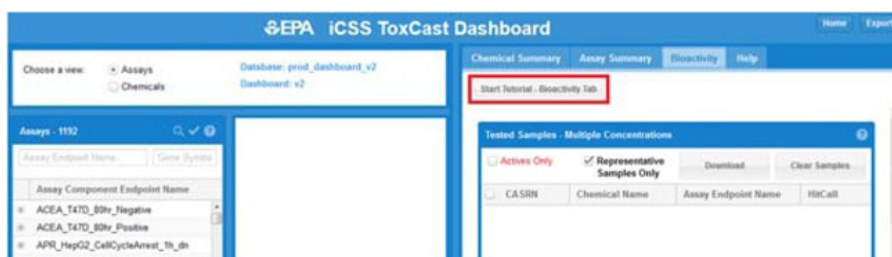 EPA iCSS ToxCast Dashboard
Home Export
Choose a view: Assays
Chemicals
Database: prod_dashboard_v2
Dashboard: v2
Chemical Summary Assay Summary Bioactivity Help
Start Tutorial - Bioactivity Tab
Assays - 1192
Assay Endpoint Name Gene Symbo
Assay Component Endpoint Name
ACEA_T47D_80hr_Negative
ACEA_T47D_80hr_Positive
APR_HepG2_CellCycleArrest_1h_dn
Tested Samples - Multiple Concentrations
Actives Only Representative Samples Only Download Clear Samples
CASRN Chemical Name Assay Endpoint Name HitCall